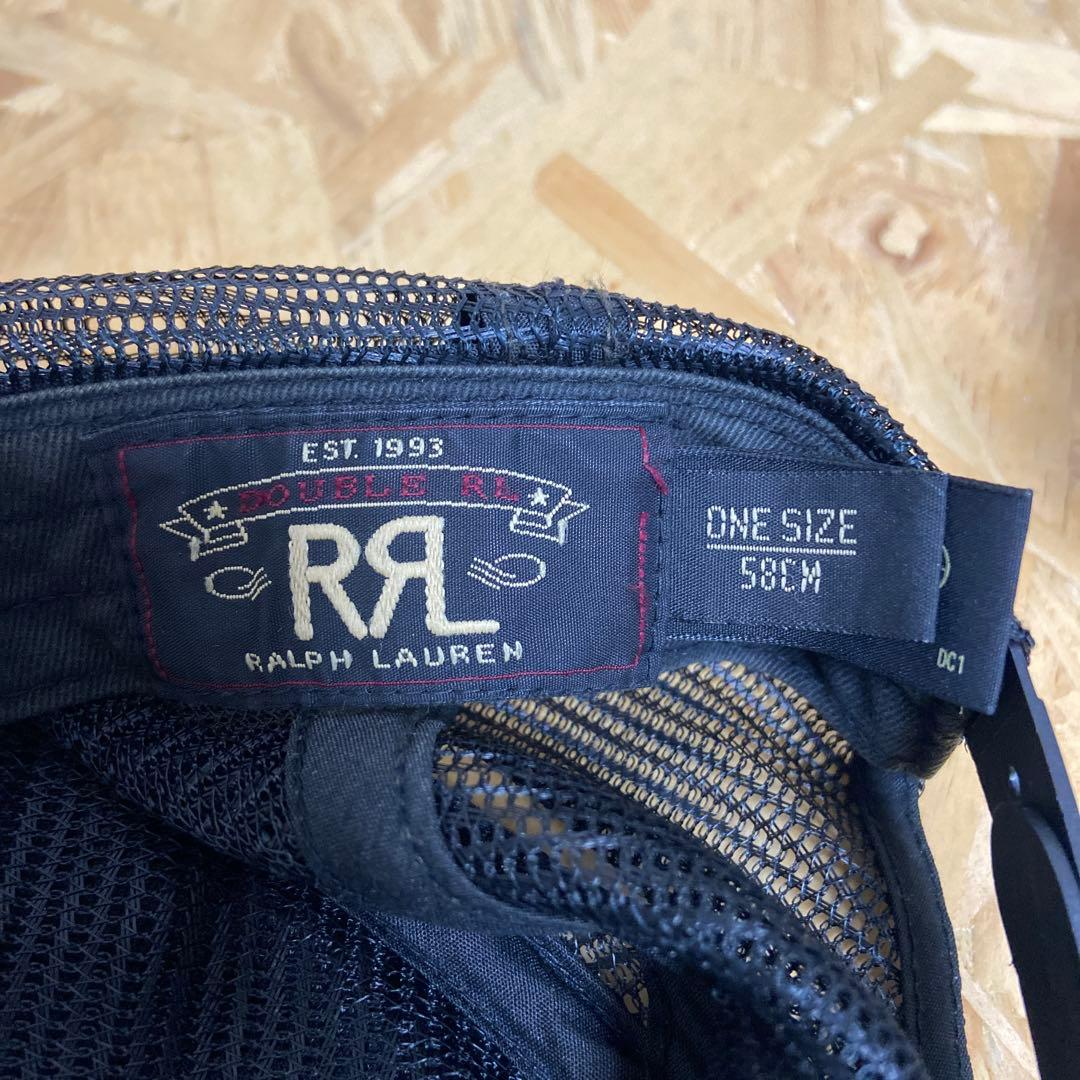 EST. 1993
DOUBLE RL
RRL
RALPH LAUREN
ONE SIZE
58CM
DC1